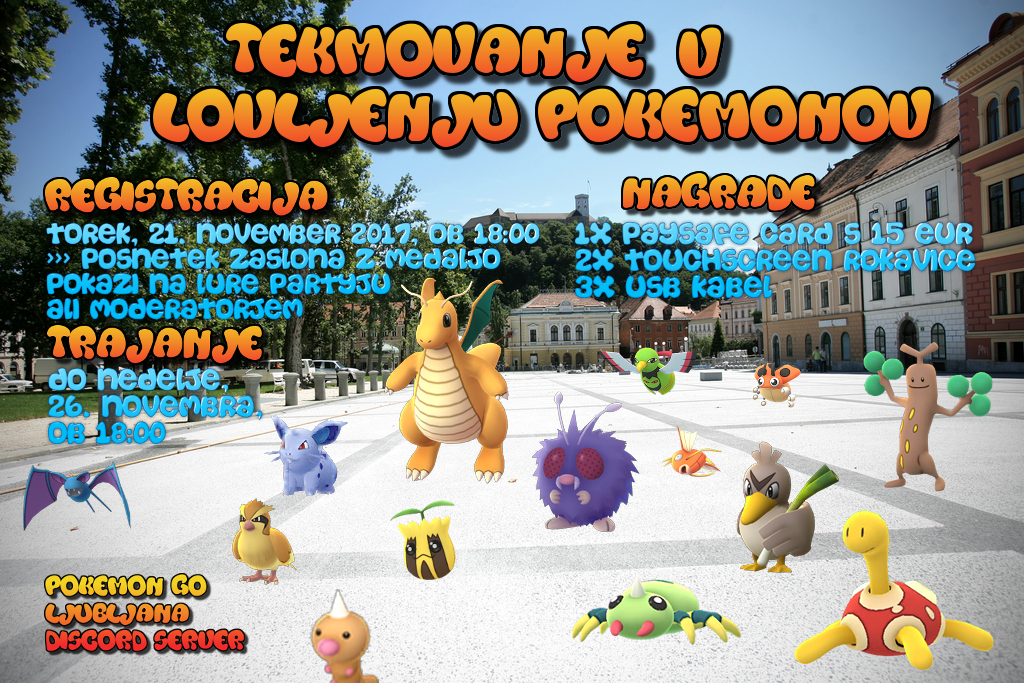 TEKMOVANJE V
LOVLJENJU POKEMONOV
REGISTRACIJA
TOREK, 21. NOVEMBER 2017, OB 18:00
>>> POSNETEK ZASLONA Z MEDALJO
POKAZI NA LURE PARTYJU
ALI MODERATORJEM
TRAJANJE
DO NEDELJE,
26. NOVEMBRA,
OB 18:00
NAGRADE
1X PAYSAFE CARD S 15 EUR
2X TOUCHSCREEN ROKAVICE
3X USB KABEL
POKEMON GO
LJUBLJANA
DISCORD SERVER